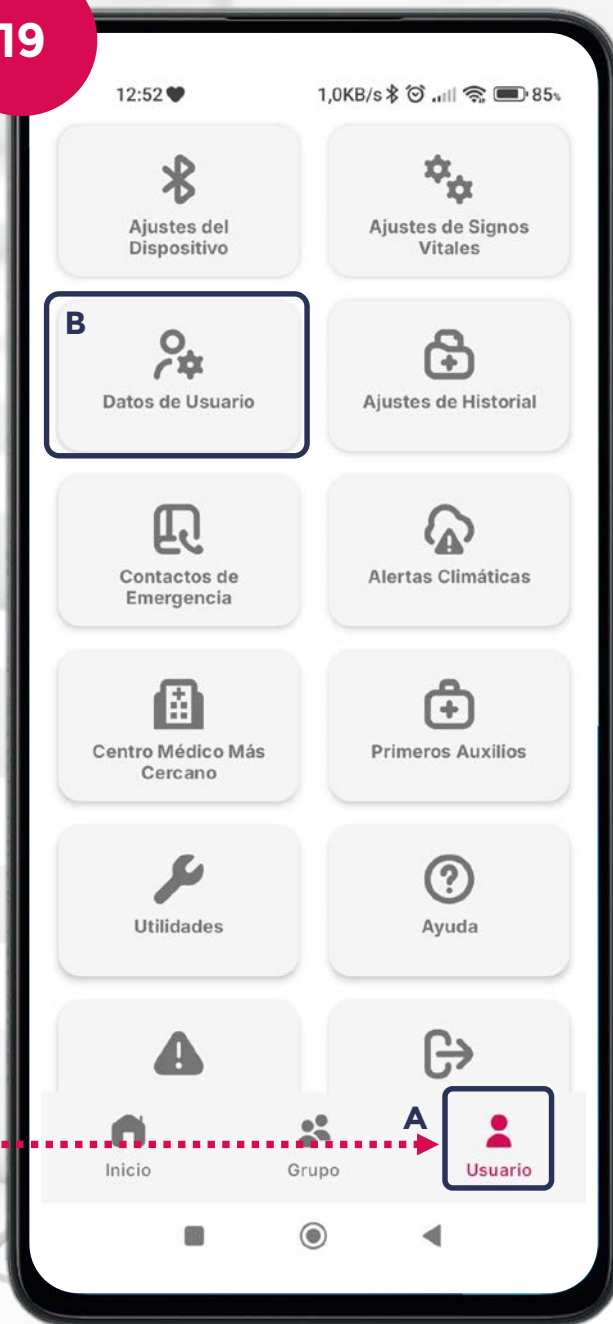 19
12:52
1,0KB/s 85%
Ajustes del
Dispositivo
Ajustes de Signos
Vitales
B
Datos de Usuario
Ajustes de Historial
Contactos de
Emergencia
Alertas Climáticas
Centro Médico Más
Cercano
Primeros Auxilios
Utilidades
Ayuda
A
Inicio
Grupo
Usuario